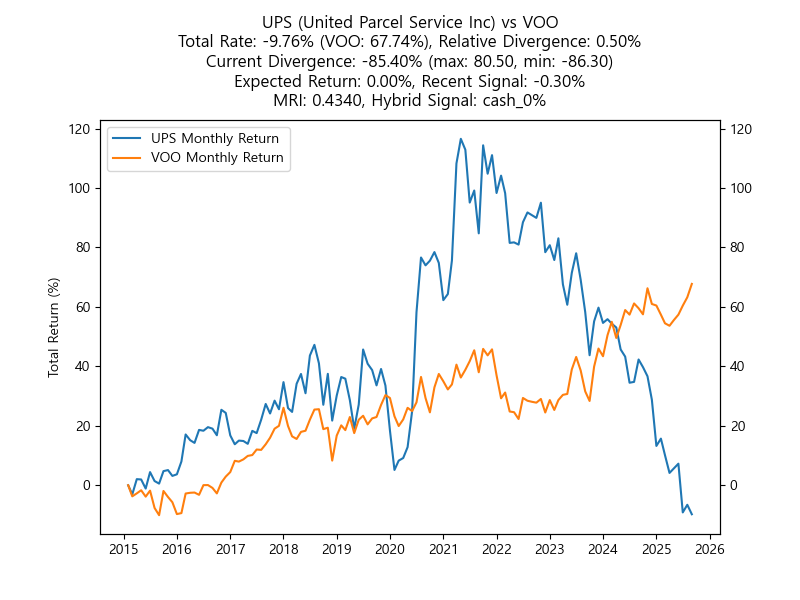 UPS (United Parcel Service Inc) vs VOO
Total Rate: -9.76% (VOO: 67.74%), Relative Divergence: 0.50%
Current Divergence: -85.40% (max: 80.50, min: -86.30)
Expected Return: 0.00%, Recent Signal: -0.30%
MRI: 0.4340, Hybrid Signal: cash_0%
UPS Monthly Return
VOO Monthly Return
Total Return (%)
120
100
80
60
40
20
0
120
100
80
60
40
20
0
2015 2016 2017 2018 2019 2020 2021 2022 2023 2024 2025 2026